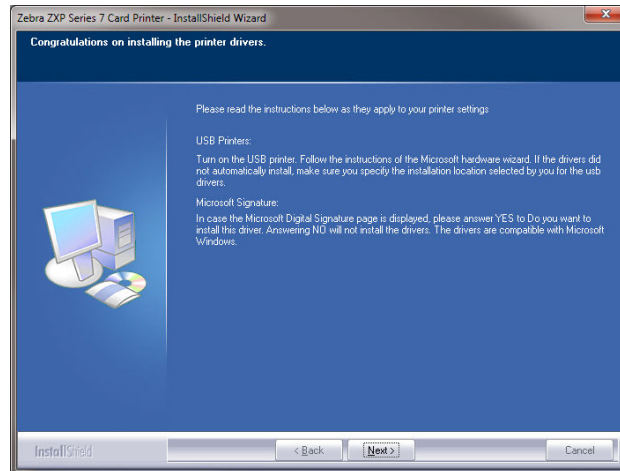 Zebra ZXP Series 7 Card Printer - InstallShield Wizard
Congratulations on installing the printer drivers.
Please read the instructions below as they apply to your printer settings
USB Printers:
Turn on the USB printer. Follow the instructions of the Microsoft hardware wizard. If the drivers did
not automatically install, make sure you specify the installation location selected by you for the usb
drivers.
Microsoft Signature:
In case the Microsoft Digital Signature page is displayed, please answer YES to Do you want to
install this driver. Answering NO will not install the drivers. The drivers are compatible with Microsoft
Windows.
InstallShield
< Back
Next >
Cancel